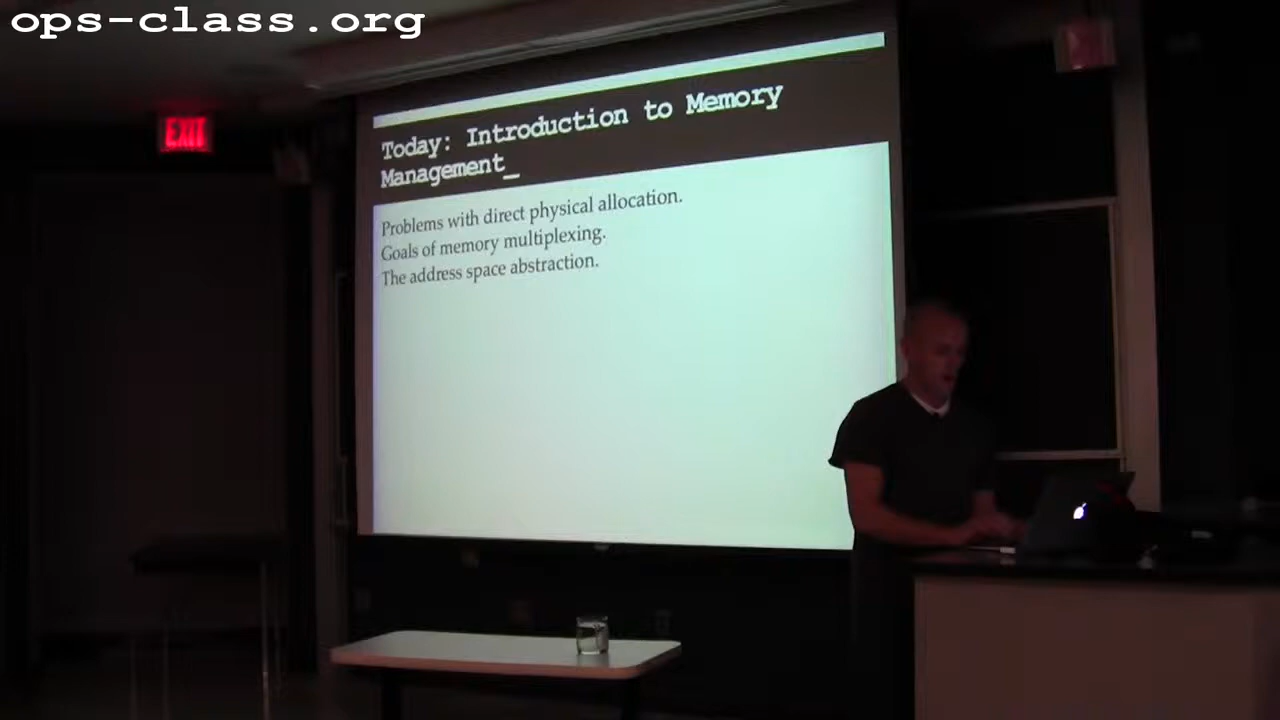 ops-class.org
EXIT
Today: Introduction to Memory
Management_
Problems with direct physical allocation.
Goals of memory multiplexing.
The address space abstraction.